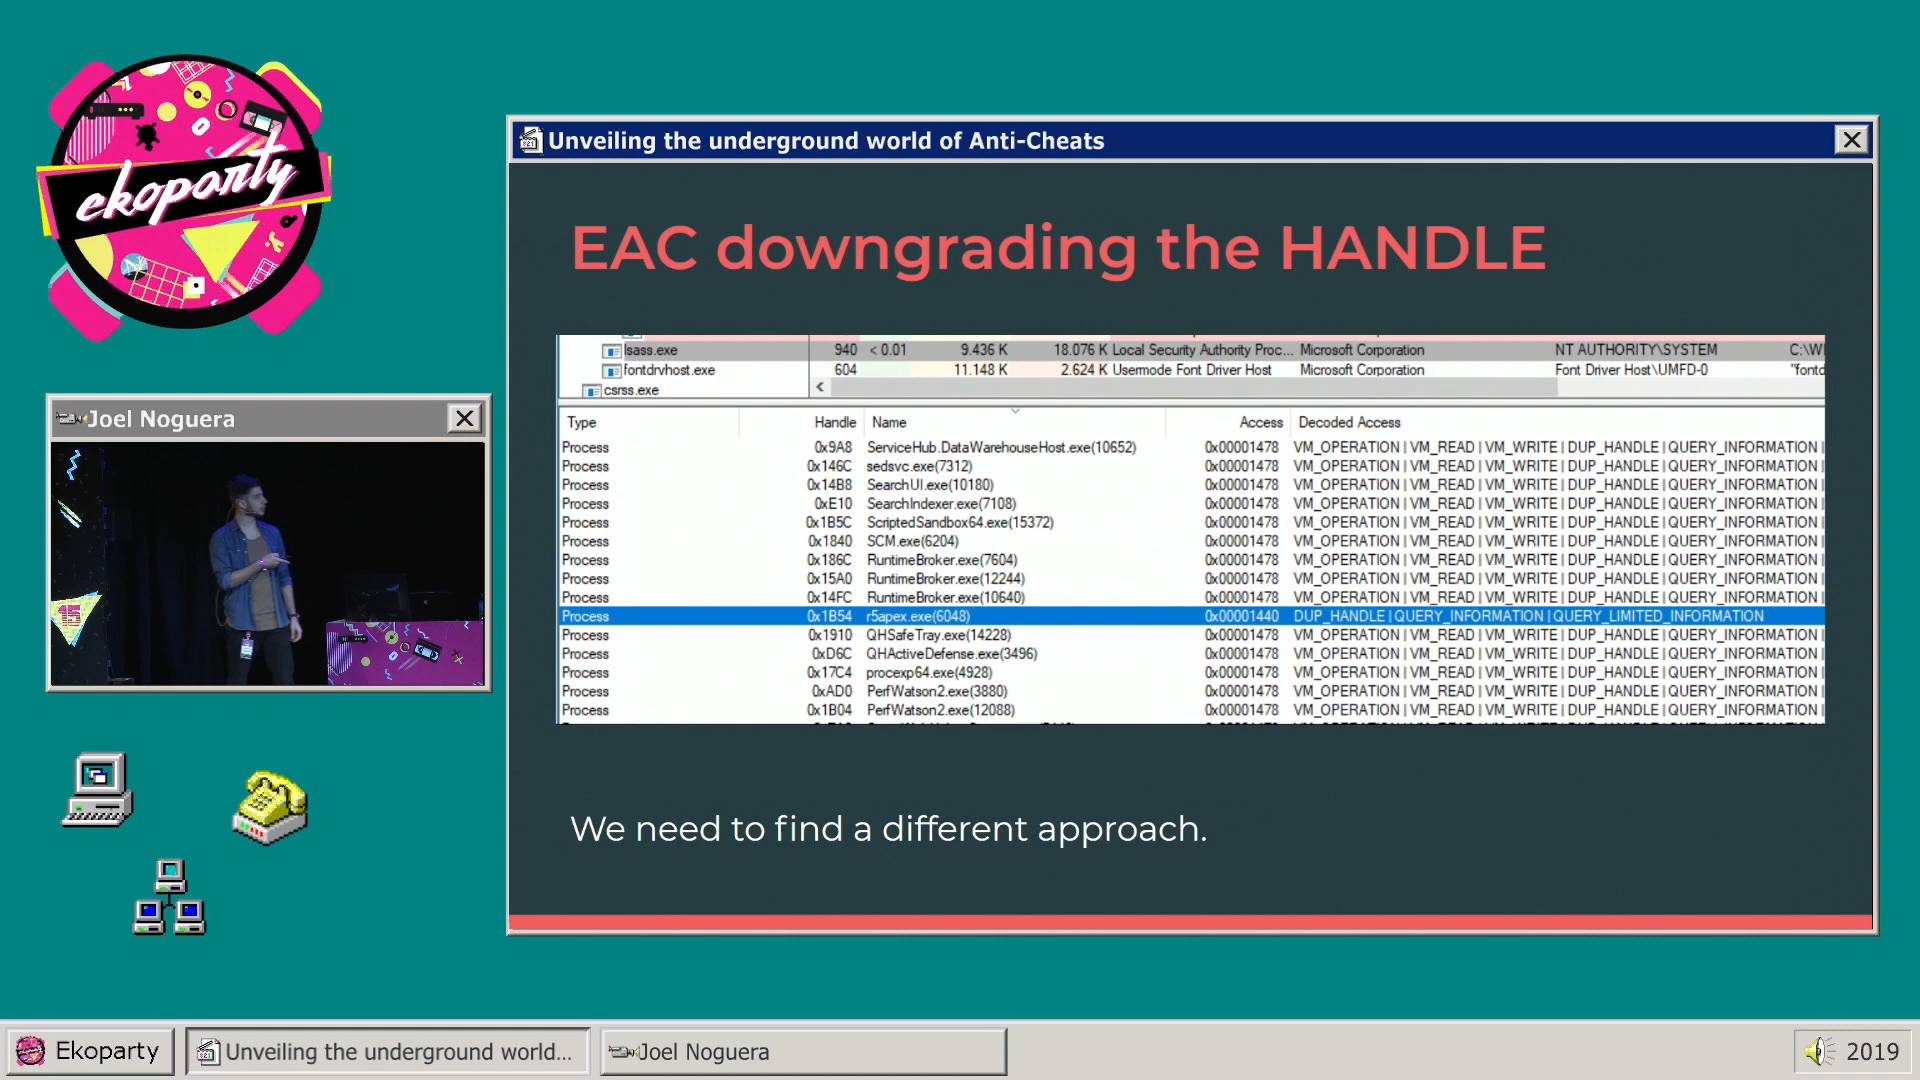 ekoparty
Unveiling the underground world of Anti-Cheats
EAC downgrading the HANDLE
lsass.exe 940 < 0.01 9.436 K 18.076 K Local Security Authority Proc... Microsoft Corporation NT AUTHORITY\SYSTEM C:\WI
fontdrvhost.exe 604 11.148 K 2.624 K Usermode Font Driver Host Microsoft Corporation Font Driver Host\UMFD-0 "fontd
csrss.exe
Type Handle Name Access Decoded Access
Process 0x9A8 ServiceHub.DataWarehouseHost.exe(10652) 0x00001478 VM_OPERATION | VM_READ | VM_WRITE | DUP_HANDLE | QUERY_INFORMATION |
Process 0x146C sedsvc.exe(7312) 0x00001478 VM_OPERATION | VM_READ | VM_WRITE | DUP_HANDLE | QUERY_INFORMATION |
Process 0x14B8 SearchUI.exe(10180) 0x00001478 VM_OPERATION | VM_READ | VM_WRITE | DUP_HANDLE | QUERY_INFORMATION |
Process 0xE10 SearchIndexer.exe(7108) 0x00001478 VM_OPERATION | VM_READ | VM_WRITE | DUP_HANDLE | QUERY_INFORMATION |
Process 0x1B5C ScriptedSandbox64.exe(15372) 0x00001478 VM_OPERATION | VM_READ | VM_WRITE | DUP_HANDLE | QUERY_INFORMATION |
Process 0x1840 SCM.exe(6204) 0x00001478 VM_OPERATION | VM_READ | VM_WRITE | DUP_HANDLE | QUERY_INFORMATION |
Process 0x186C RuntimeBroker.exe(7604) 0x00001478 VM_OPERATION | VM_READ | VM_WRITE | DUP_HANDLE | QUERY_INFORMATION |
Process 0x15A0 RuntimeBroker.exe(12244) 0x00001478 VM_OPERATION | VM_READ | VM_WRITE | DUP_HANDLE | QUERY_INFORMATION |
Process 0x14FC RuntimeBroker.exe(10640) 0x00001478 VM_OPERATION | VM_READ | VM_WRITE | DUP_HANDLE | QUERY_INFORMATION |
Process 0x1B54 r5apex.exe(6048) 0x00001440 DUP_HANDLE | QUERY_INFORMATION | QUERY_LIMITED_INFORMATION
Process 0x1910 QHSafeTray.exe(14228) 0x00001478 VM_OPERATION | VM_READ | VM_WRITE | DUP_HANDLE | QUERY_INFORMATION |
Process 0xD6C QHActiveDefense.exe(3496) 0x00001478 VM_OPERATION | VM_READ | VM_WRITE | DUP_HANDLE | QUERY_INFORMATION |
Process 0x17C4 procexp64.exe(4928) 0x00001478 VM_OPERATION | VM_READ | VM_WRITE | DUP_HANDLE | QUERY_INFORMATION |
Process 0xAD0 PerfWatson2.exe(3880) 0x00001478 VM_OPERATION | VM_READ | VM_WRITE | DUP_HANDLE | QUERY_INFORMATION |
Process 0x1B04 PerfWatson2.exe(12088) 0x00001478 VM_OPERATION | VM_READ | VM_WRITE | DUP_HANDLE | QUERY_INFORMATION |
We need to find a different approach.
Joel Noguera
15
Ekoparty
Unveiling the underground world...
Joel Noguera
2019